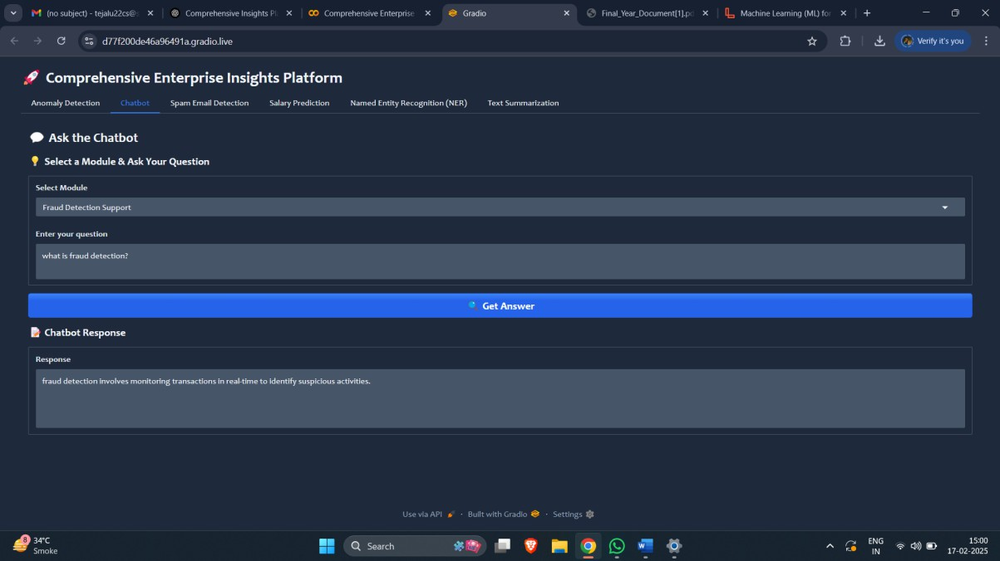 (no subject) - tejalu22cs@
Comprehensive Insights Pl
Comprehensive Enterprise
Gradio
Final_Year_Document[1].pd
Machine Learning (ML) for
d77f200de46a96491a.gradio.live
Verify it's you
Comprehensive Enterprise Insights Platform
Anomaly Detection
Chatbot
Spam Email Detection
Salary Prediction
Named Entity Recognition (NER)
Text Summarization
Ask the Chatbot
Select a Module & Ask Your Question
Select Module
Fraud Detection Support
Enter your question
what is fraud detection?
Get Answer
Chatbot Response
Response
fraud detection involves monitoring transactions in real-time to identify suspicious activities.
Use via API · Built with Gradio · Settings
8
34°C
Smoke
Search
ENG
IN
15:00
17-02-2025